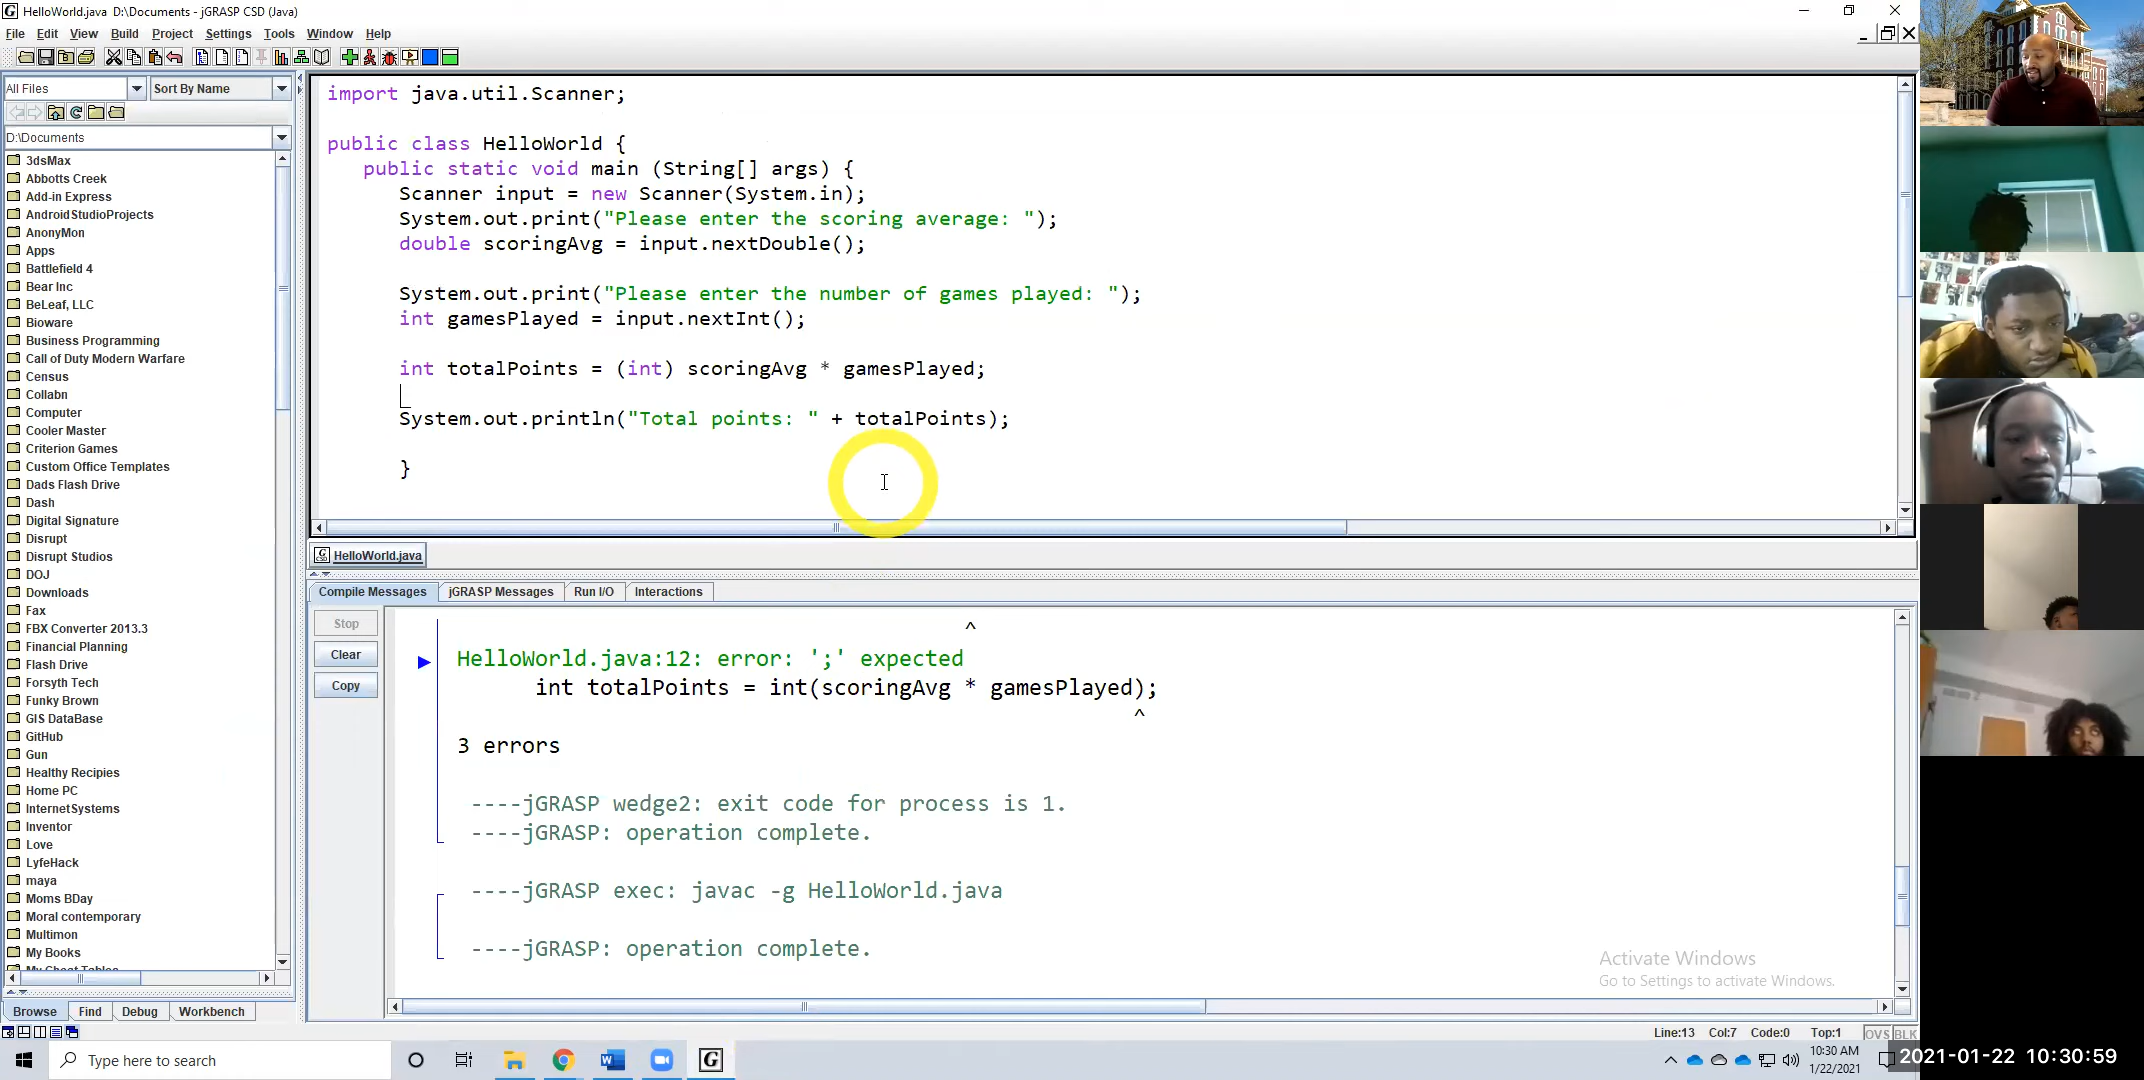 HelloWorld.java D:\Documents - jGRASP CSD (Java)
File Edit View Build Project Settings Tools Window Help
All Files
Sort By Name
D:\Documents
3dsMax
Abbotts Creek
Add-in Express
AndroidStudioProjects
AnonyMon
Apps
Battlefield 4
Bear Inc
BeLeaf, LLC
Bioware
Business Programming
Call of Duty Modern Warfare
Census
Collabn
Computer
Cooler Master
Criterion Games
Custom Office Templates
Dads Flash Drive
Dash
Digital Signature
Disrupt
Disrupt Studios
DOJ
Downloads
Fax
FBX Converter 2013.3
Financial Planning
Flash Drive
Forsyth Tech
Funky Brown
GIS DataBase
GitHub
Gun
Healthy Recipies
Home PC
InternetSystems
Inventor
Love
LyfeHack
maya
Moms BDay
Moral contemporary
Multimon
My Books
Browse Find Debug Workbench
import java.util.Scanner;
public class HelloWorld {
public static void main (String[] args) {
Scanner input = new Scanner(System.in);
System.out.print("Please enter the scoring average: ");
double scoringAvg = input.nextDouble();
System.out.print("Please enter the number of games played: ");
int gamesPlayed = input.nextInt();
int totalPoints = (int) scoringAvg * gamesPlayed;
System.out.println("Total points: " + totalPoints);
}
HelloWorld.java
Compile Messages jGRASP Messages Run I/O Interactions
Stop
Clear
Copy
^
HelloWorld.java:12: error: ';' expected
int totalPoints = int(scoringAvg * gamesPlayed);
^
3 errors
----jGRASP wedge2: exit code for process is 1.
----jGRASP: operation complete.
----jGRASP exec: javac -g HelloWorld.java
----jGRASP: operation complete.
Activate Windows
Go to Settings to activate Windows.
Line:13 Col:7 Code:0 Top:1 OVS BLK
Type here to search
10:30 AM
1/22/2021
2021-01-22 10:30:59